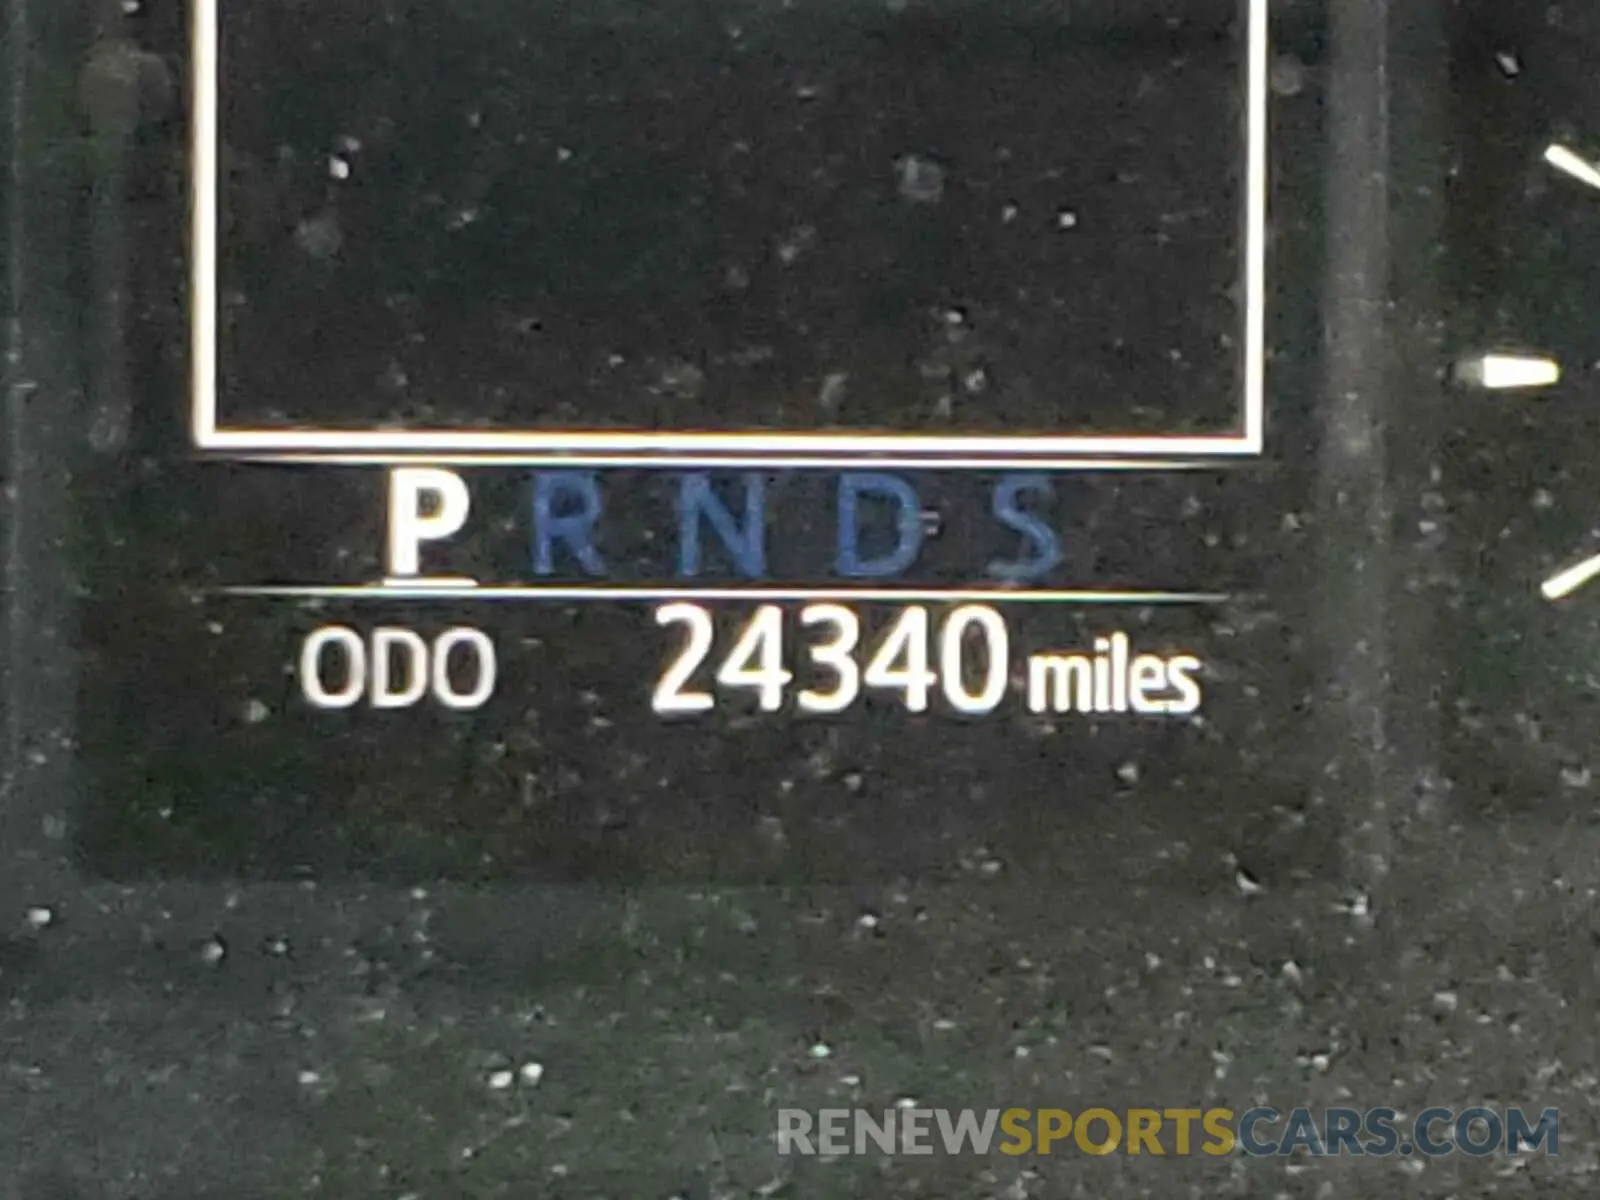 P R N D S
ODO 24340 miles
RENEWSPORTSCARS.COM